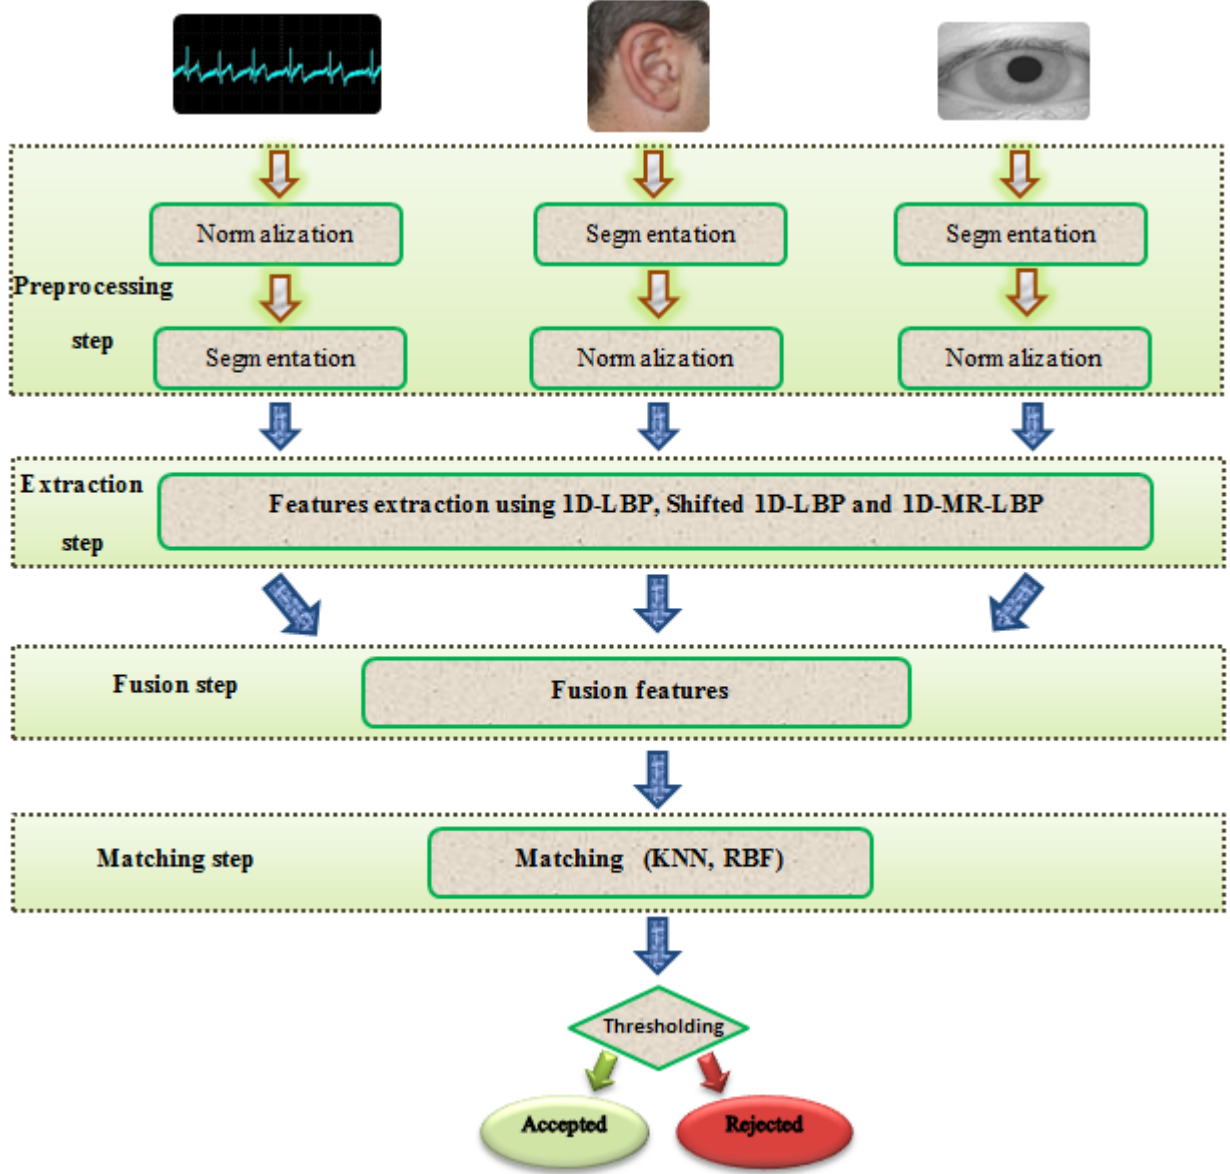 Normalization
Segmentation
Segmentation
Preprocessing
step
Segmentation
Normalization
Normalization
Extraction
step
Features extraction using 1D-LBP, Shifted 1D-LBP and 1D-MR-LBP
Fusion step
Fusion features
Matching step
Matching (KNN, RBF)
Thresholding
Accepted
Rejected